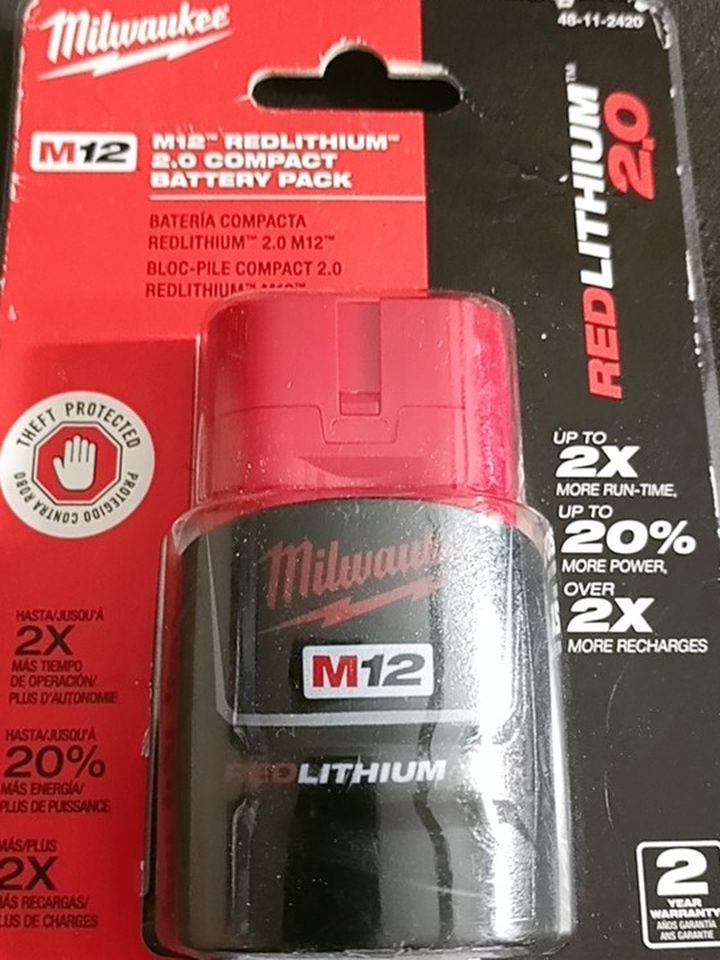 Milwaukee
48-11-2420
M12
M12™ REDLITHIUM™
2.0 COMPACT
BATTERY PACK
BATERÍA COMPACTA
REDLITHIUM™ 2.0 M12™
BLOC-PILE COMPACT 2.0
REDLITHIUM™ M12™
REDLITHIUM™ 2.0
THEFT PROTECTED
PROTEGIDO CONTRA ROBO
UP TO
2X
MORE RUN-TIME,
UP TO
20%
MORE POWER,
OVER
2X
MORE RECHARGES
Milwaukee
M12
REDLITHIUM
HASTA/JUSQU'À
2X
MÁS TIEMPO
DE OPERACIÓN/
PLUS D'AUTONOMIE
HASTA/JUSQU'À
20%
MÁS ENERGÍA/
PLUS DE PUISSANCE
MÁS/PLUS
2X
MÁS RECARGAS/
PLUS DE CHARGES
2
YEAR
WARRANTY
AÑOS GARANTÍA
ANS GARANTIE